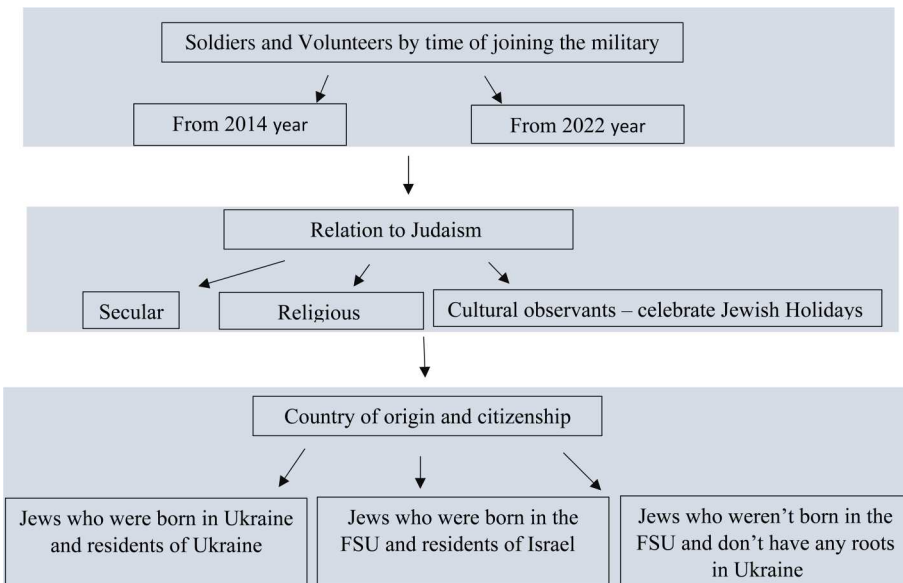 Soldiers and Volunteers by time of joining the military
From 2014 year
From 2022 year
Relation to Judaism
Secular
Religious
Cultural observants – celebrate Jewish Holidays
Country of origin and citizenship
Jews who were born in Ukraine
and residents of Ukraine
Jews who were born in the
FSU and residents of Israel
Jews who weren’t born in the
FSU and don’t have any roots
in Ukraine